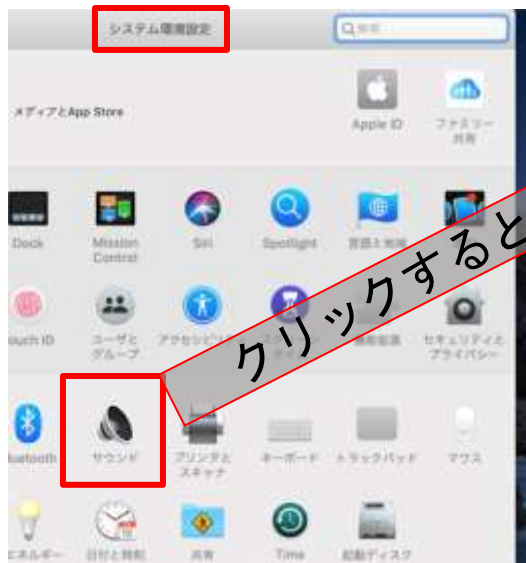 システム環境設定
検索
メディアとApp Store
Apple ID
ファミリー
共有
Dock
Mission
Control
Siri
Spotlight
言語と地域
クリックすると
ouch ID
ユーザと
グループ
アクセシビリ
機能拡張
セキュリティと
プライバシー
luetooth
サウンド
プリンタと
スキャナ
キーボード
トラックパッド
マウス
エネルギー
日付と時刻
共有
Time
起動ディスク